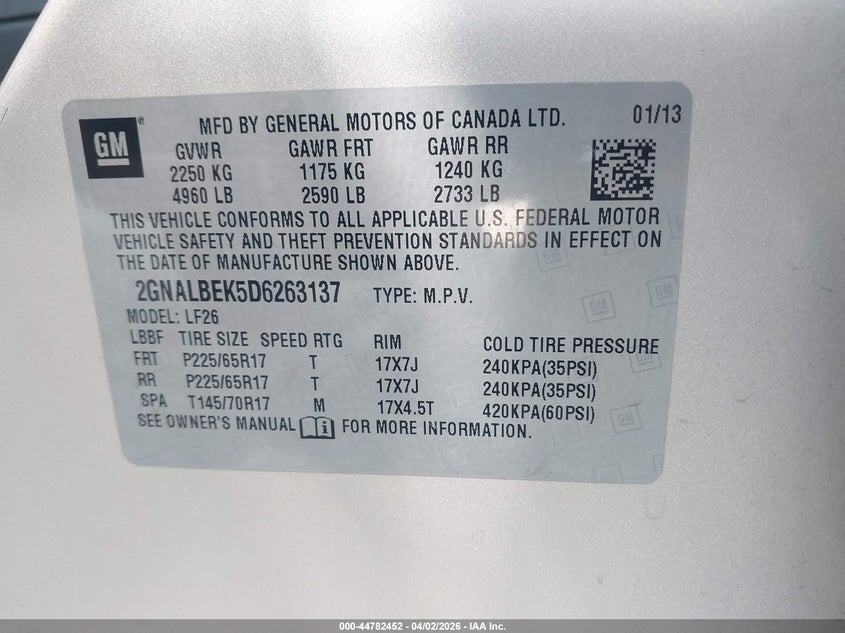 GM ®
MFD BY GENERAL MOTORS OF CANADA LTD. 01/13
GVWR GAWR FRT GAWR RR
2250 KG 1175 KG 1240 KG
4960 LB 2590 LB 2733 LB
THIS VEHICLE CONFORMS TO ALL APPLICABLE U.S. FEDERAL MOTOR
VEHICLE SAFETY AND THEFT PREVENTION STANDARDS IN EFFECT ON
THE DATE OF MANUFACTURE SHOWN ABOVE.
2GNALBEK5D6263137 TYPE: M.P.V.
MODEL: LF26
LBBF TIRE SIZE SPEED RTG RIM COLD TIRE PRESSURE
FRT P225/65R17 T 17X7J 240KPA(35PSI)
RR P225/65R17 T 17X7J 240KPA(35PSI)
SPA T145/70R17 M 17X4.5T 420KPA(60PSI)
SEE OWNER'S MANUAL FOR MORE INFORMATION.
000-44782452 - 04/02/2026 - IAA Inc.